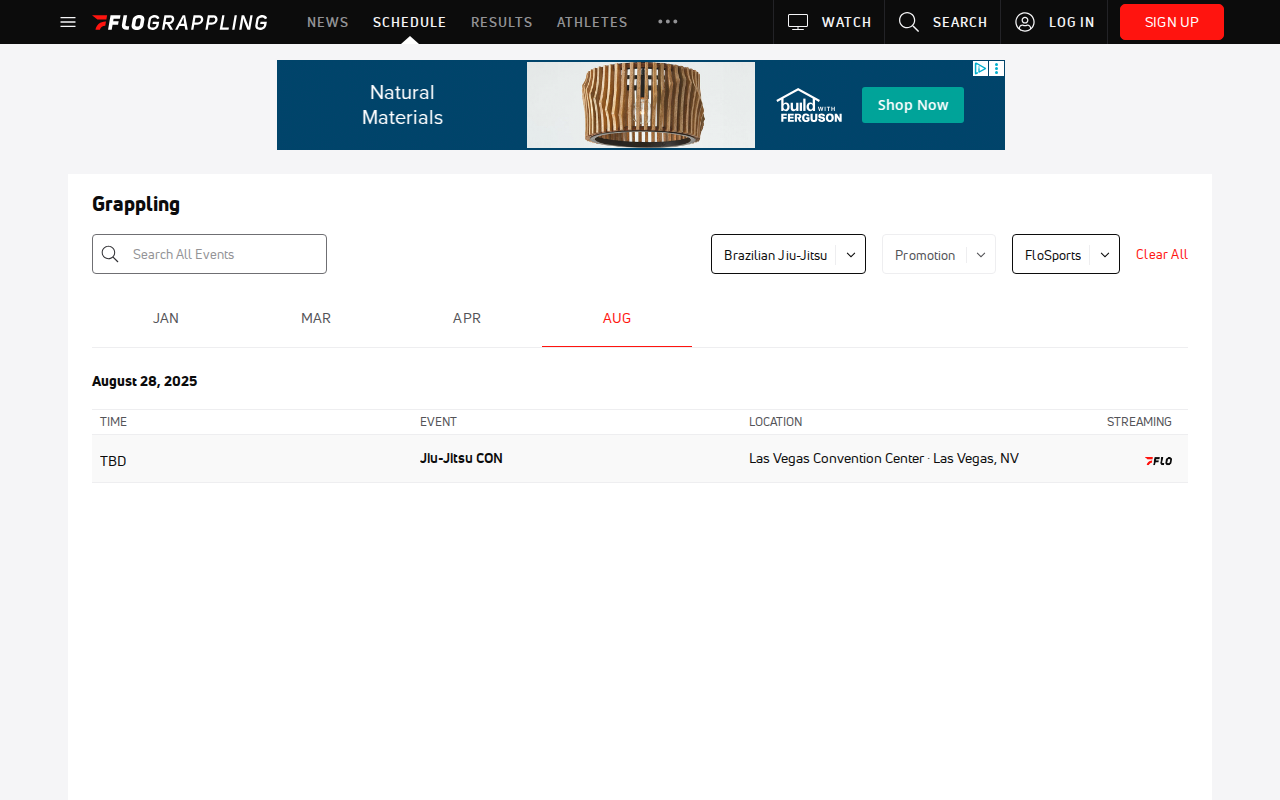 FLOGRAPPLING
NEWS
SCHEDULE
RESULTS
ATHLETES
WATCH
SEARCH
LOG IN
SIGN UP
Natural
Materials
build WITH
FERGUSON
Shop Now
Grappling
Search All Events
Brazilian Jiu-Jitsu
Promotion
FloSports
Clear All
JAN
MAR
APR
AUG
August 28, 2025
TIME
EVENT
LOCATION
STREAMING
TBD
Jiu-Jitsu CON
Las Vegas Convention Center · Las Vegas, NV
FLO